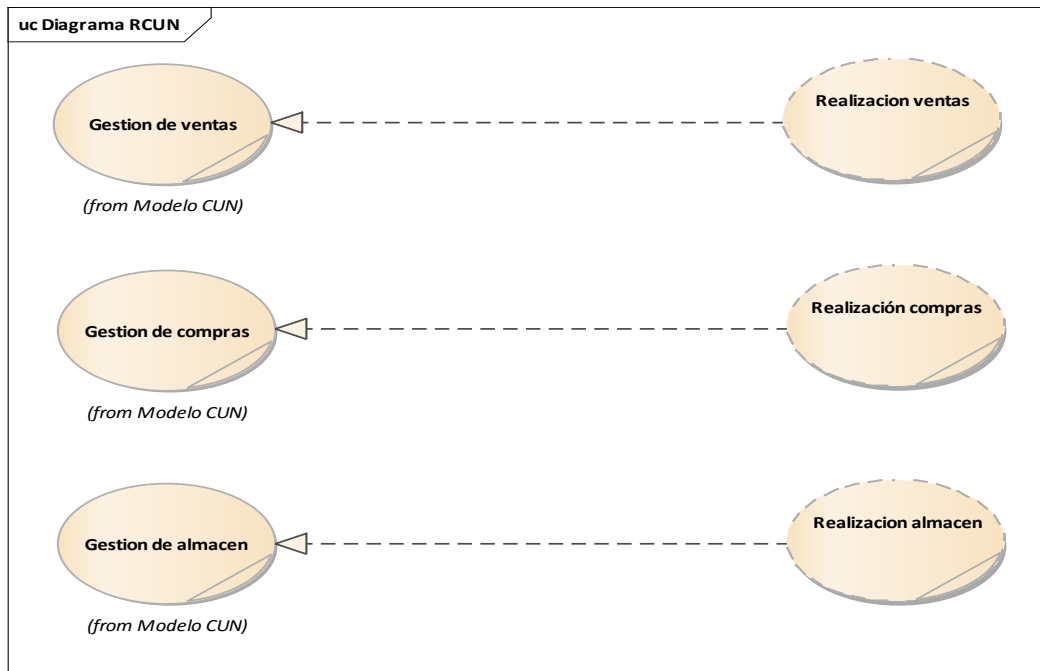 uc Diagrama RCUN
Gestion de ventas
Realizacion ventas
(from Modelo CUN)
Gestion de compras
Realización compras
(from Modelo CUN)
Gestion de almacen
Realizacion almacen
(from Modelo CUN)